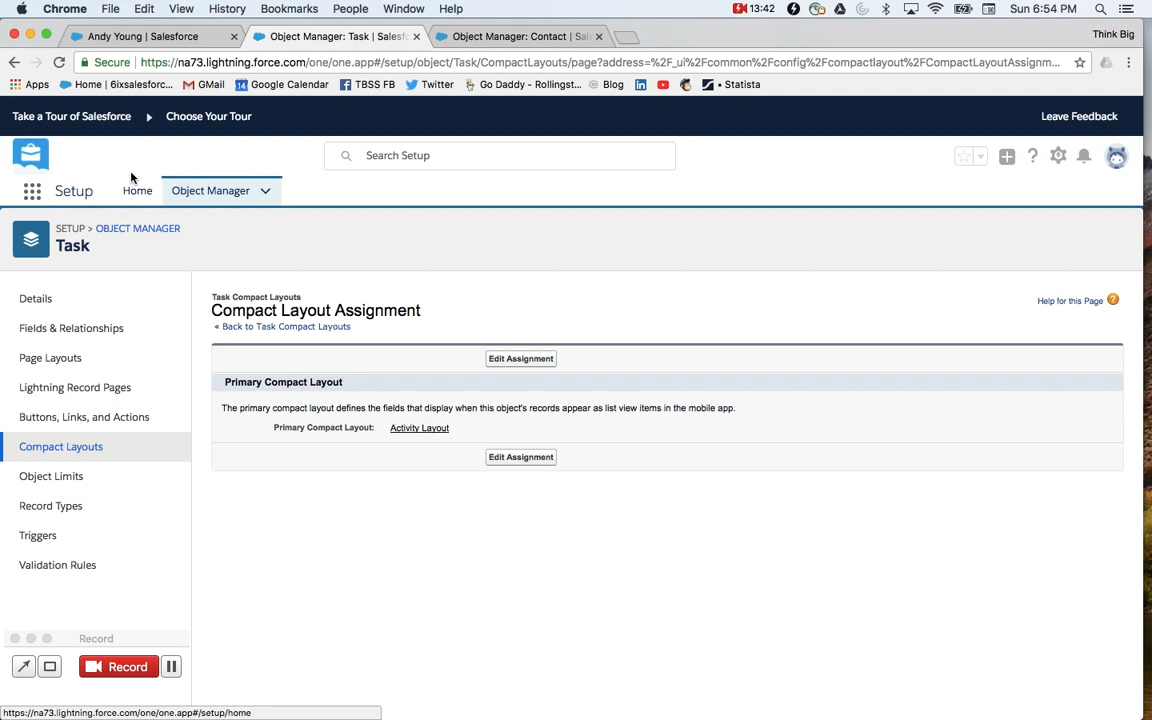 Chrome File Edit View History Bookmarks People Window Help 13:42 Sun 6:54 PM
Andy Young | Salesforce
Object Manager: Task | Salesfo
Object Manager: Contact | Sal
Think Big
Secure https://na73.lightning.force.com/one/one.app#/setup/object/Task/CompactLayouts/page?address=%2F_ui%2Fcommon%2Fconfig%2Fcompactlayout%2FCompactLayoutAssignm...
Apps Home | 6ixsalesforc... GMail Google Calendar TBSS FB Twitter Go Daddy - Rollingst... Blog • Statista
Take a Tour of Salesforce Choose Your Tour Leave Feedback
Search Setup
Setup Home Object Manager
SETUP > OBJECT MANAGER
Task
Details
Fields & Relationships
Page Layouts
Lightning Record Pages
Buttons, Links, and Actions
Compact Layouts
Object Limits
Record Types
Triggers
Validation Rules
Task Compact Layouts
Compact Layout Assignment
« Back to Task Compact Layouts
Help for this Page ?
Edit Assignment
Primary Compact Layout
The primary compact layout defines the fields that display when this object's records appear as list view items in the mobile app.
Primary Compact Layout: Activity Layout
Edit Assignment
Record
Record
https://na73.lightning.force.com/one/one.app#/setup/home